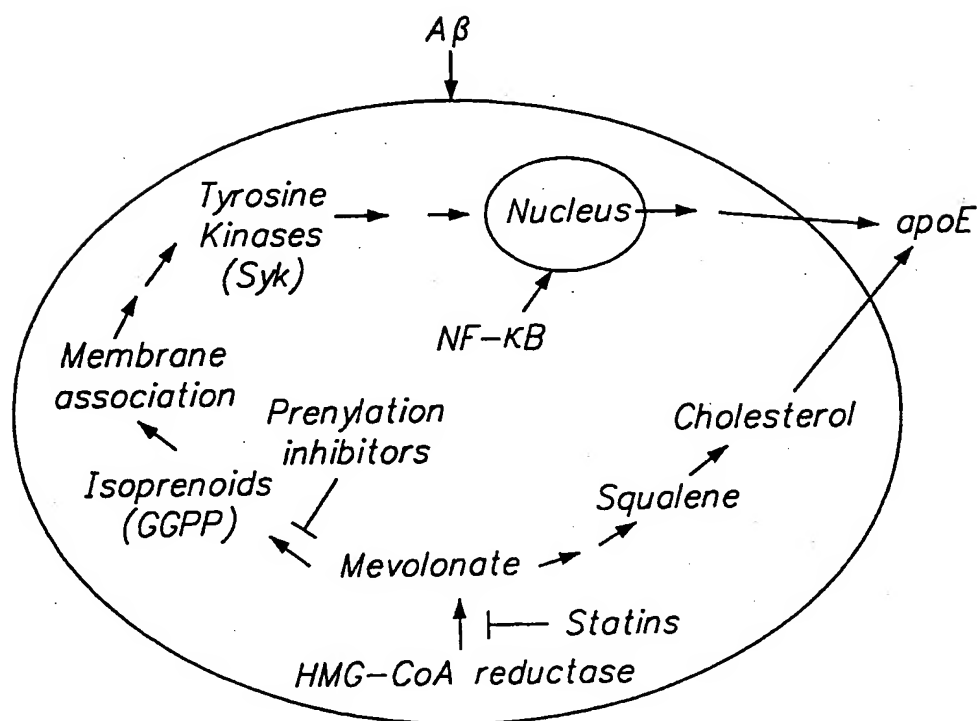 Aβ
Tyrosine
Kinases
(Syk)
Nucleus
apoE
NF-κB
Membrane
association
Prenylation
inhibitors
Cholesterol
Isoprenoids
(GGPP)
Squalene
Mevolonate
Statins
HMG-CoA reductase